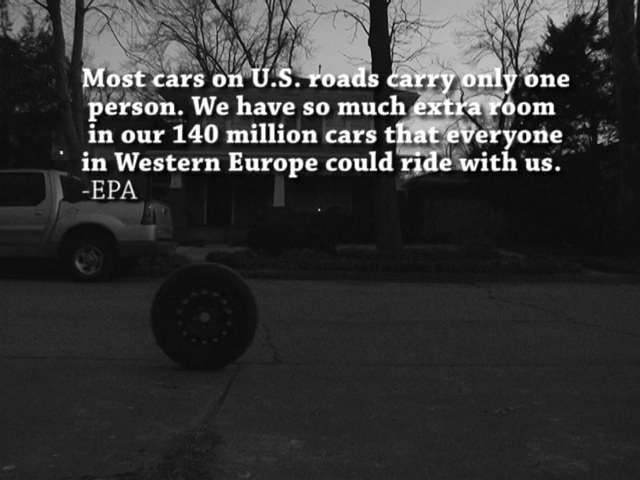 Most cars on U.S. roads carry only one
person. We have so much extra room
in our 140 million cars that everyone
in Western Europe could ride with us.
-EPA